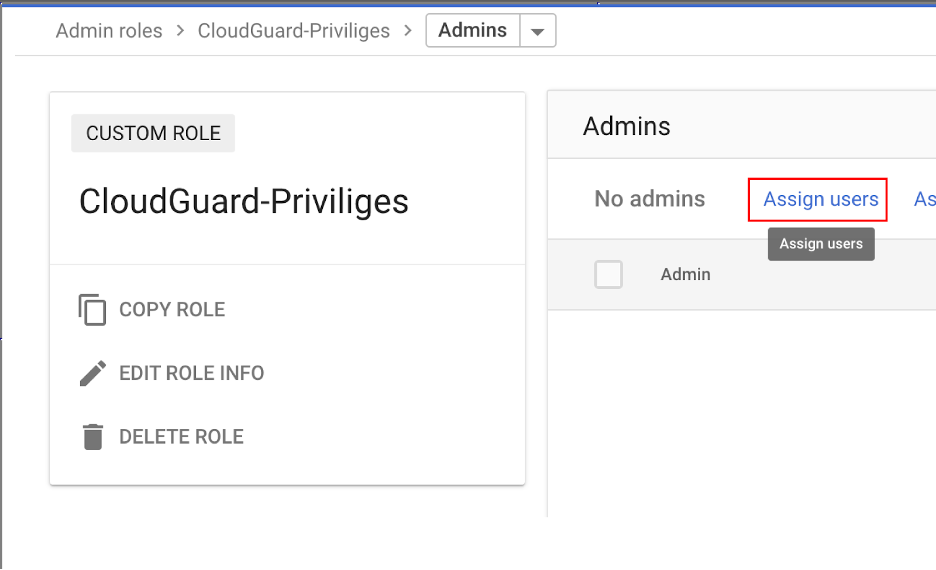 Admin roles > CloudGuard-Priviliges > Admins
CUSTOM ROLE
CloudGuard-Priviliges
COPY ROLE
EDIT ROLE INFO
DELETE ROLE
Admins
No admins Assign users As
Assign users
Admin